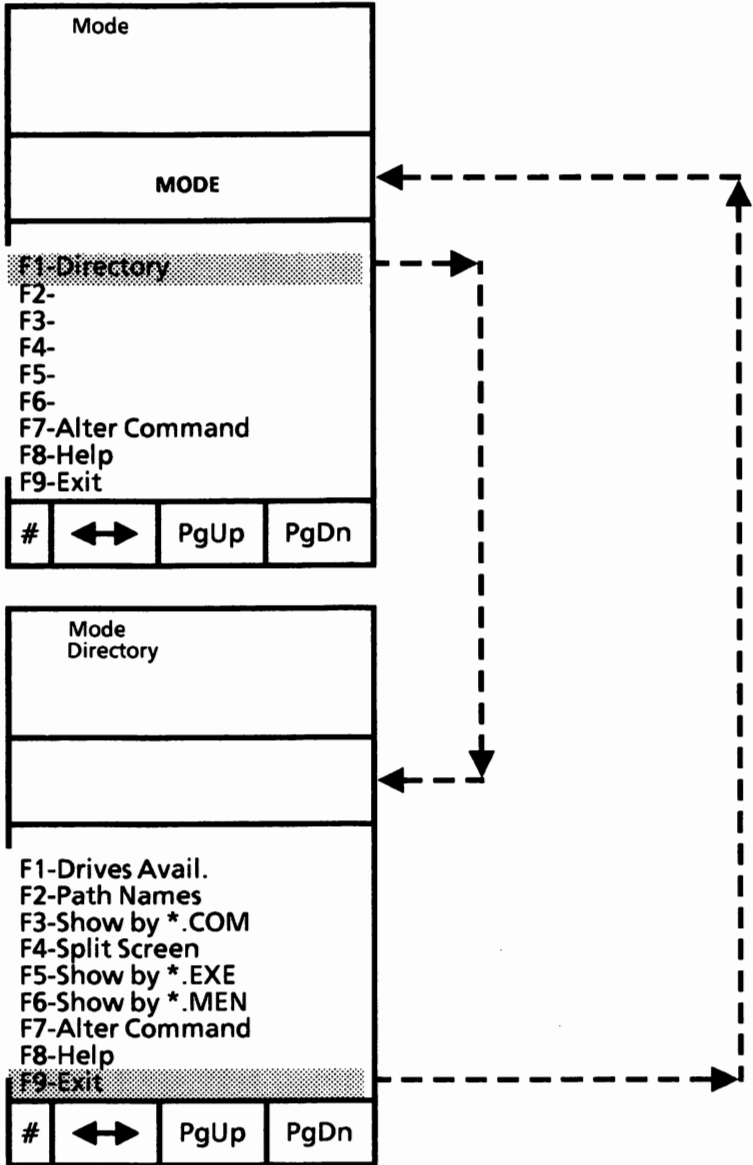 Mode
MODE
F1-Directory
F2-
F3-
F4-
F5-
F6-
F7-Alter Command
F8-Help
F9-Exit
# PgUp PgDn
Mode
Directory
F1-Drives Avail.
F2-Path Names
F3-Show by *.COM
F4-Split Screen
F5-Show by *.EXE
F6-Show by *.MEN
F7-Alter Command
F8-Help
F9-Exit
# PgUp PgDn